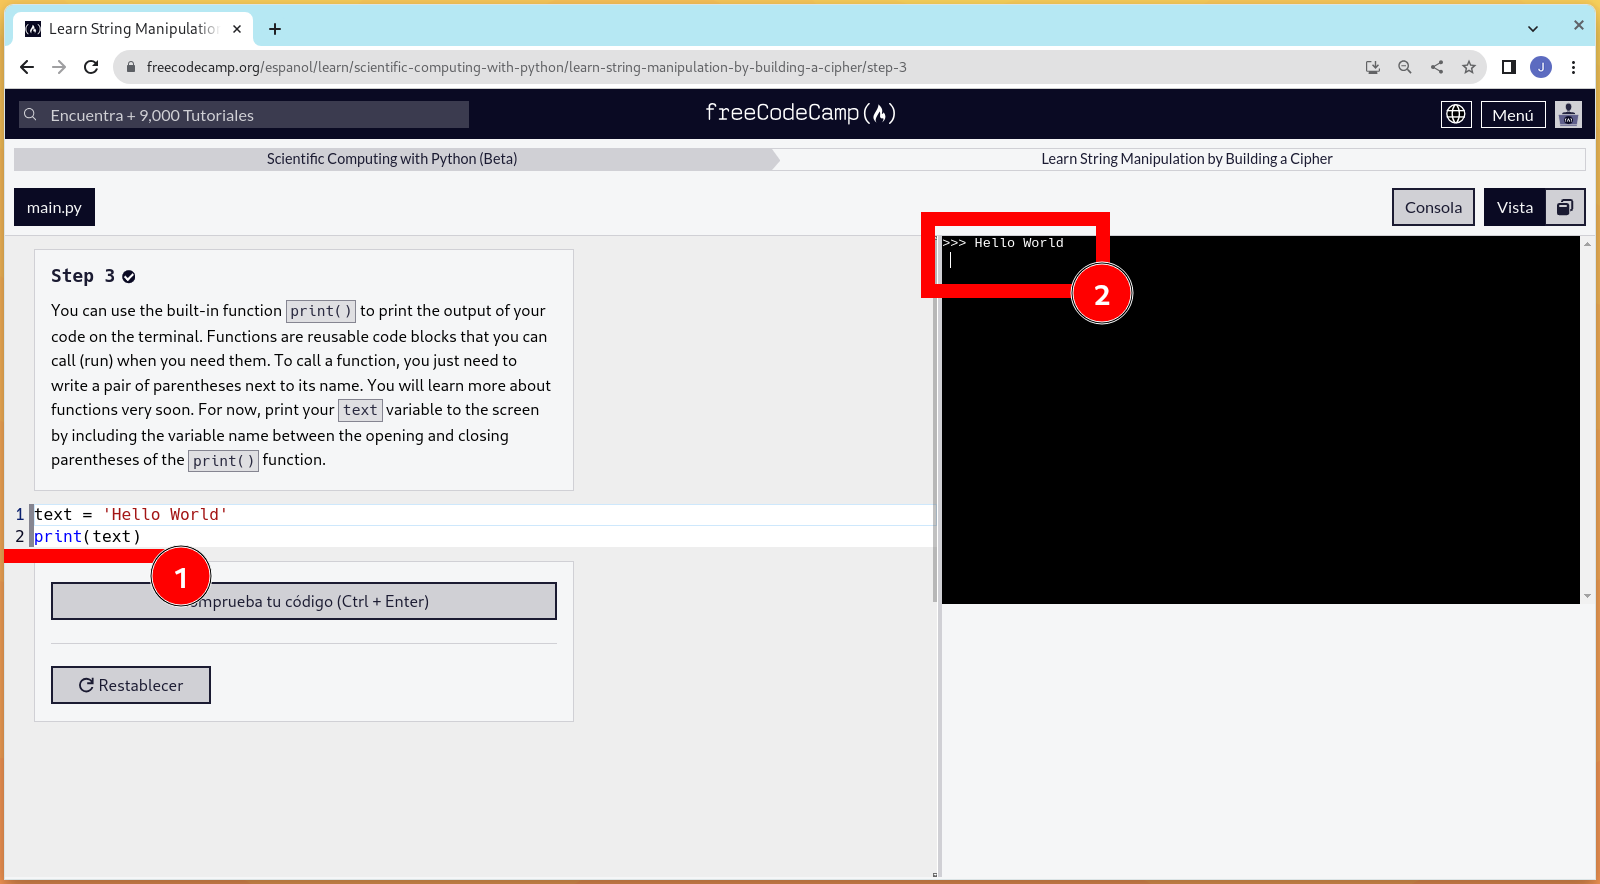 Learn String Manipulatio
freecodecamp.org/espanol/learn/scientific-computing-with-python/learn-string-manipulation-by-building-a-cipher/step-3
J
Encuentra + 9,000 Tutoriales
freeCodeCamp
Menú
Scientific Computing with Python (Beta)
Learn String Manipulation by Building a Cipher
main.py
Consola
Vista
Step 3
You can use the built-in function print() to print the output of your
code on the terminal. Functions are reusable code blocks that you can
call (run) when you need them. To call a function, you just need to
write a pair of parentheses next to its name. You will learn more about
functions very soon. For now, print your text variable to the screen
by including the variable name between the opening and closing
parentheses of the print() function.
1 text = 'Hello World'
2 print(text)
1
mprueba tu código (Ctrl + Enter)
Restablecer
>>> Hello World
2